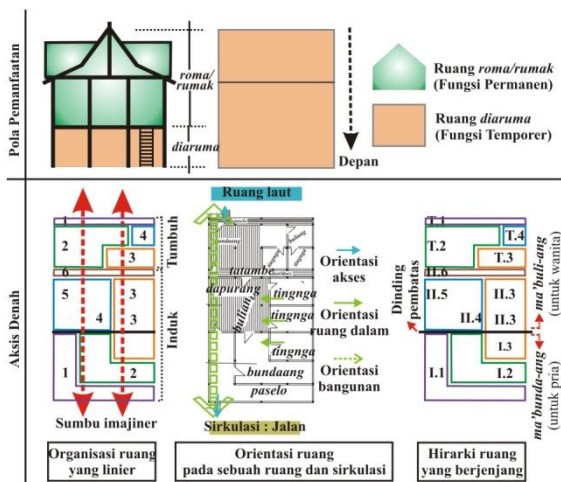 Pola Pemanfaatan
roma/
rumak
diaruma
Depan
Ruang roma/rumak
(Fungsi Permanen)
Ruang diaruma
(Fungsi Temporer)
Aksis Denah
1
2
4
3
6
5
3
4
3
1
2
Tumbuh
Induk
Sumbu imajiner
Organisasi ruang
yang linier
Ruang laut
tatambe
dapurang
buliang
tingnga
tingnga
tingnga
bundaang
paselo
Sirkulasi : Jalan
Orientasi
akses
Orientasi
ruang dalam
Orientasi
bangunan
Orientasi ruang
pada sebuah ruang dan sirkulasi
T.1
T.2
T.4
T.3
II.6
II.5
II.3
II.4
II.3
I.3
I.1
I.2
Dinding
pembatas
ma'buli-ang
(untuk wanita)
ma'bunda-ang
(untuk pria)
Hirarki ruang
yang berjenjang